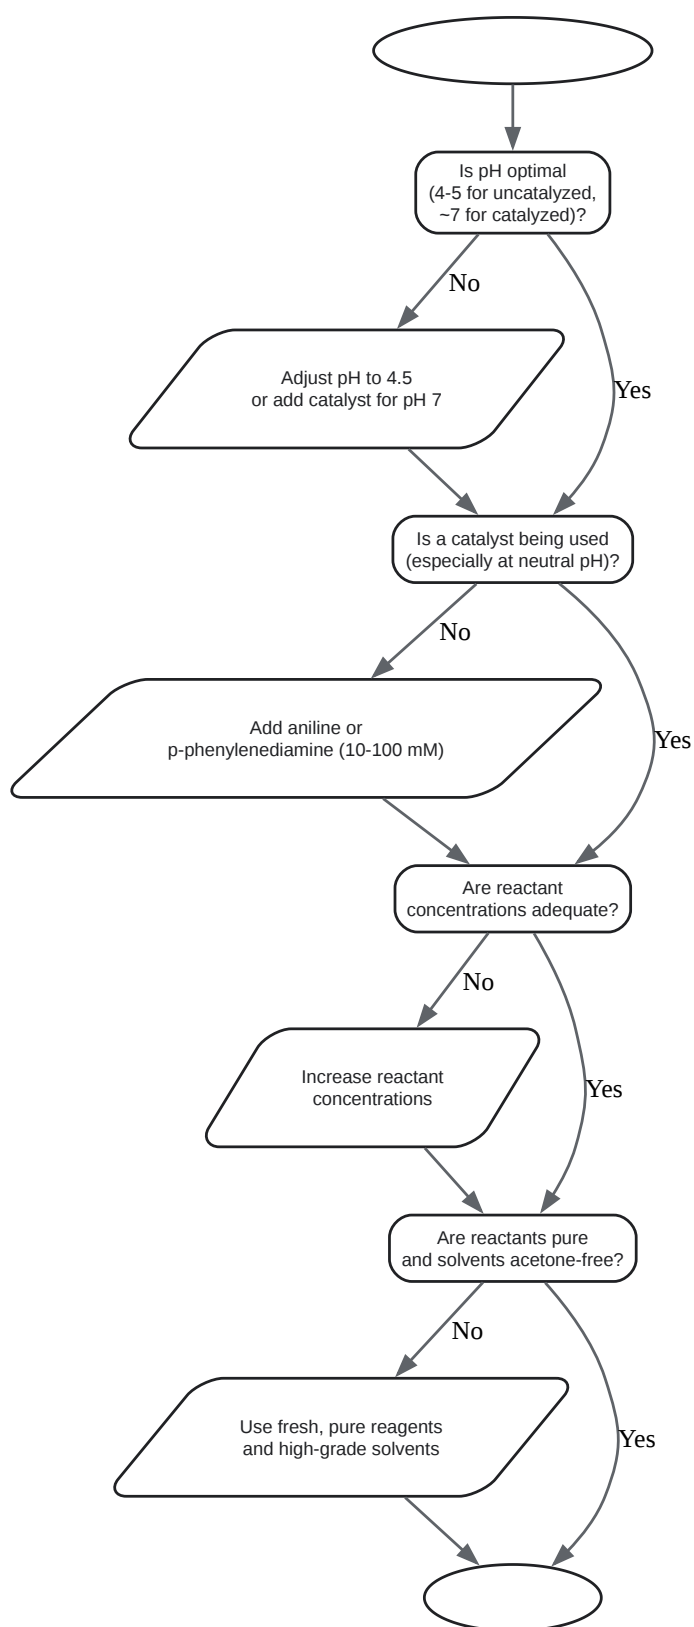 Is pH optimal
(4-5 for uncatalyzed,
~7 for catalyzed)?
No
Adjust pH to 4.5
or add catalyst for pH 7
Yes
Is a catalyst being used
(especially at neutral pH)?
No
Add aniline or
p-phenylenediamine (10-100 mM)
Yes
Are reactant
concentrations adequate?
No
Increase reactant
concentrations
Yes
Are reactants pure
and solvents acetone-free?
No
Use fresh, pure reagents
and high-grade solvents
Yes